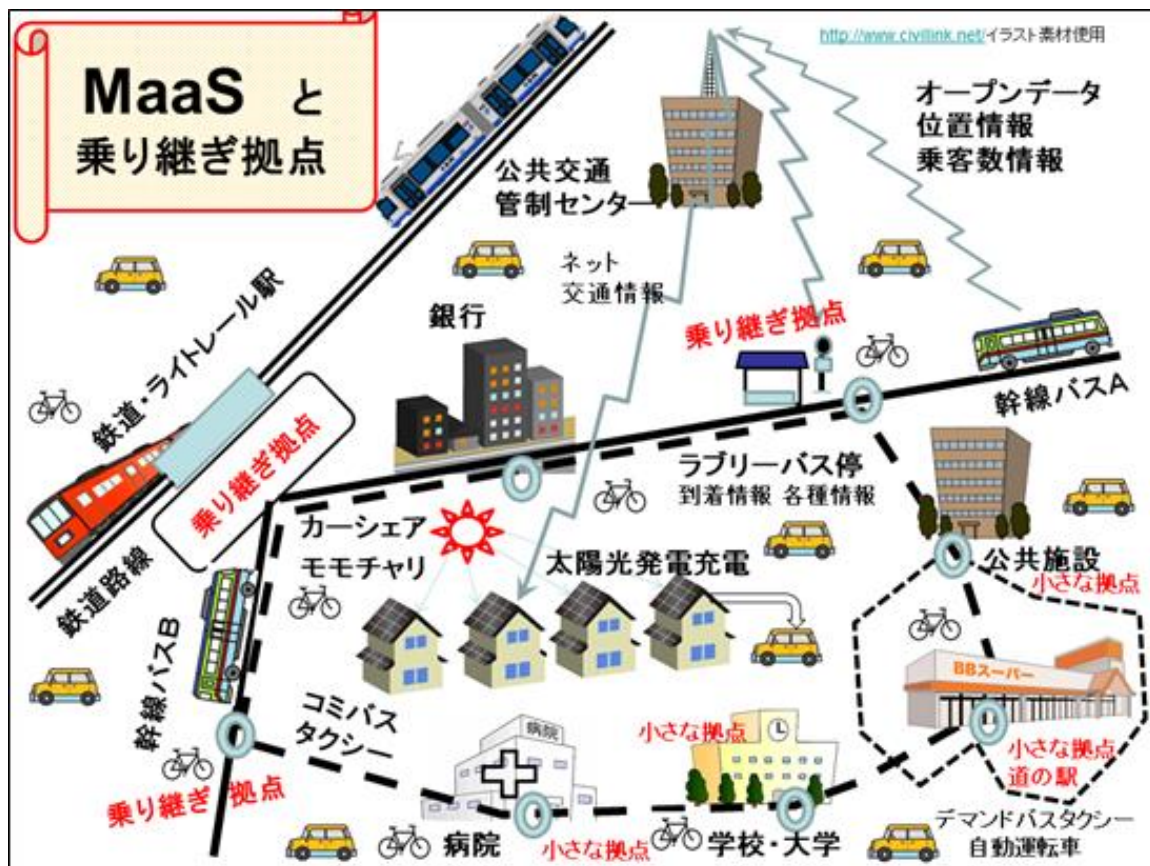 MaaS と
乗り継ぎ拠点
http://www.civillink.net/イラスト素材使用
オープンデータ
位置情報
乗客数情報
公共交通
管制センター
ネット
交通情報
鉄道・ライトレール駅
銀行
乗り継ぎ拠点
幹線バスA
乗り継ぎ拠点
ラブリーバス停
到着情報 各種情報
カーシェア
モモチャリ
太陽光発電充電
公共施設
小さな拠点
鉄道路線
幹線バスB
BBスーパー
コミバス
タクシー
病院
小さな拠点
小さな拠点
道の駅
乗り継ぎ 拠点
病院
小さな拠点
学校・大学
デマンドバスタクシー
自動運転車